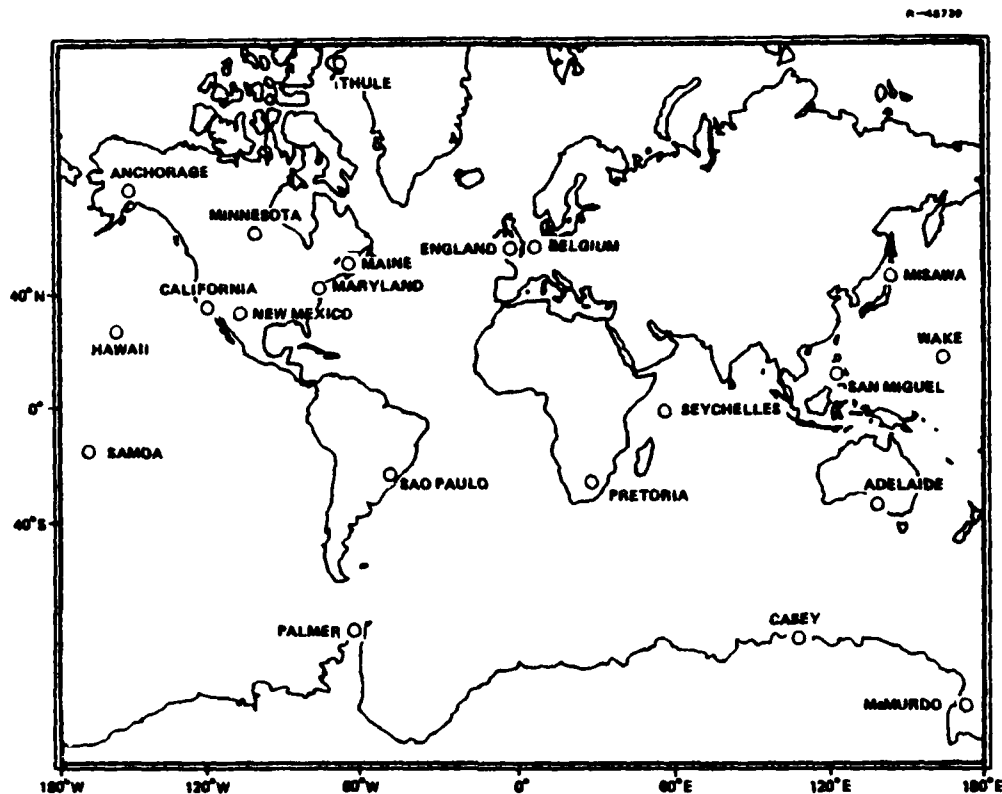 R-46739
THULE
ANCHORAGE
MINNESOTA
ENGLAND
BELGIUM
MAINE
MISAWA
CALIFORNIA
MARYLAND
40°N
NEW MEXICO
HAWAII
WAKE
SAN MIGUEL
0°
SEYCHELLES
SAMOA
SAO PAULO
PRETORIA
ADELAIDE
40°S
PALMER
CASEY
McMURDO
180°W
120°W
60°W
0°
60°E
120°E
180°E